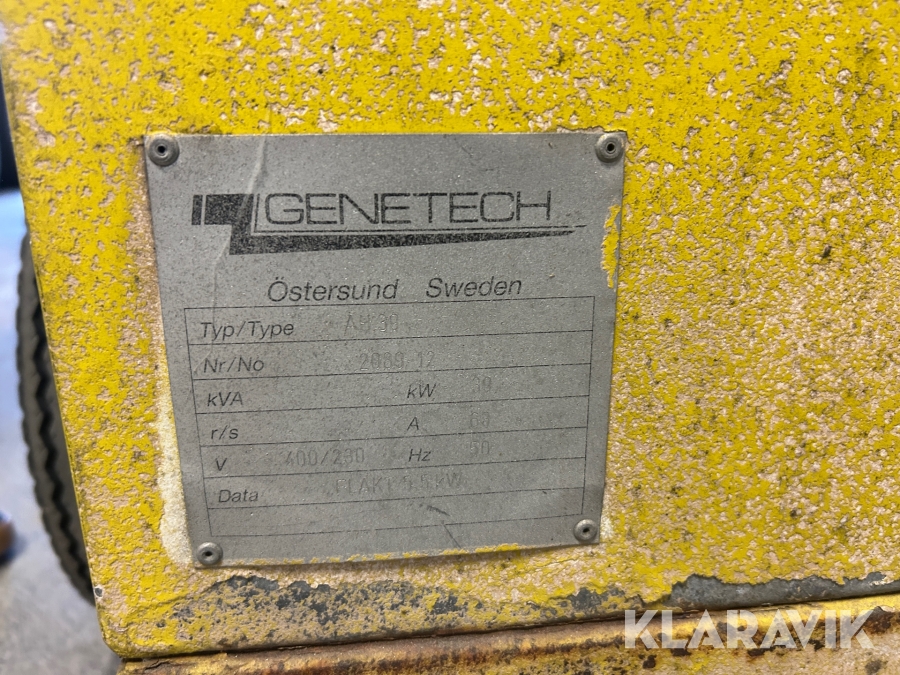 GENETECH
Östersund Sweden
Typ/Type
Nr/No
kVA kW
r/s A
V 400/230 Hz 50
Data
KLARAVIK